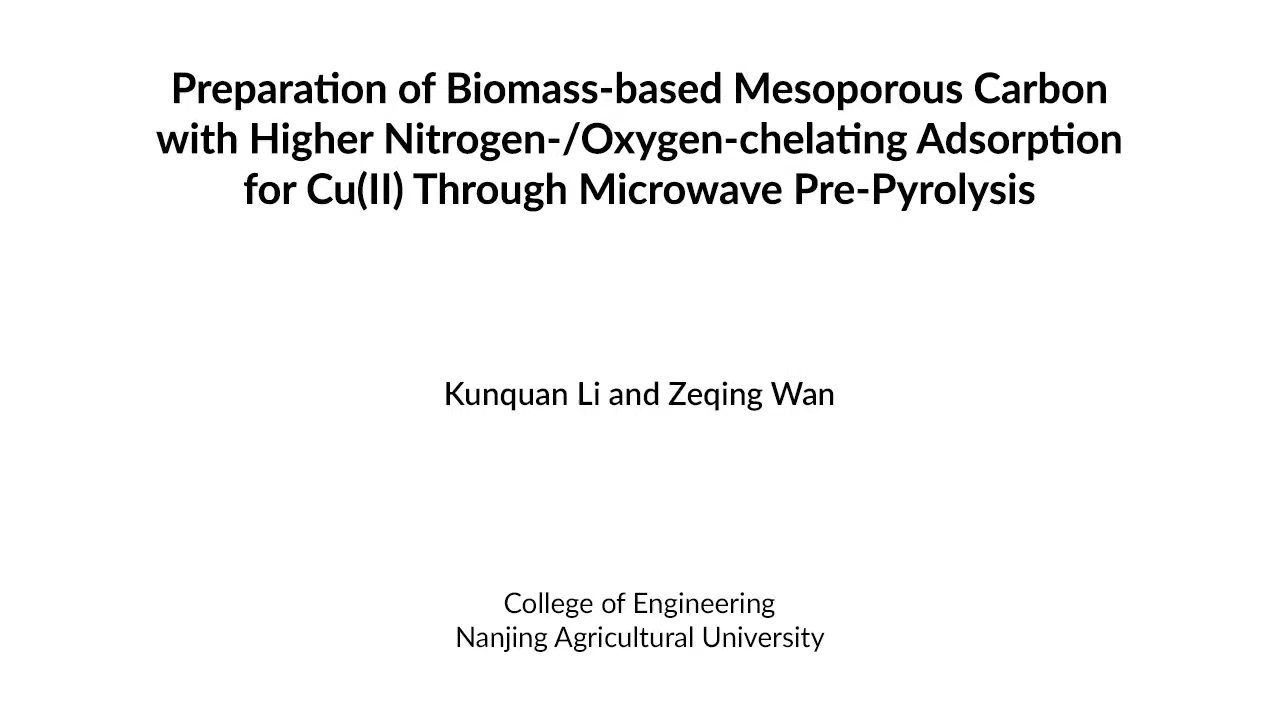 Preparation of Biomass-based Mesoporous Carbon
with Higher Nitrogen-/Oxygen-chelating Adsorption
for Cu(II) Through Microwave Pre-Pyrolysis
Kunquan Li and Zeqing Wan
College of Engineering
Nanjing Agricultural University